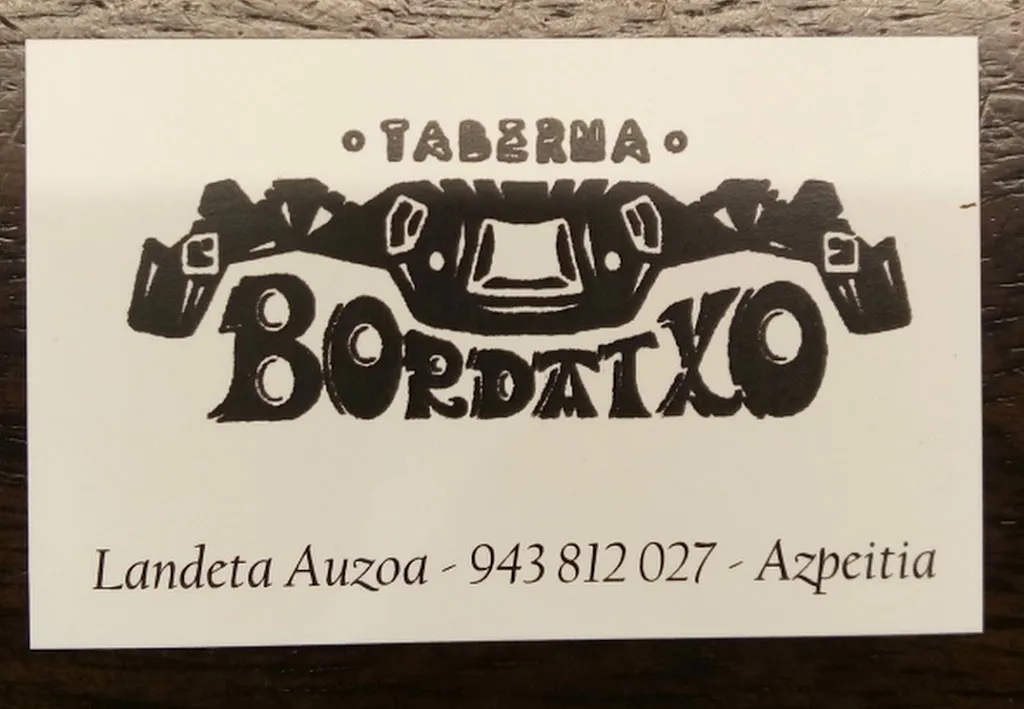 TABERNA
BORDATXO
Landeta Auzoa - 943 812 027 - Azpeitia